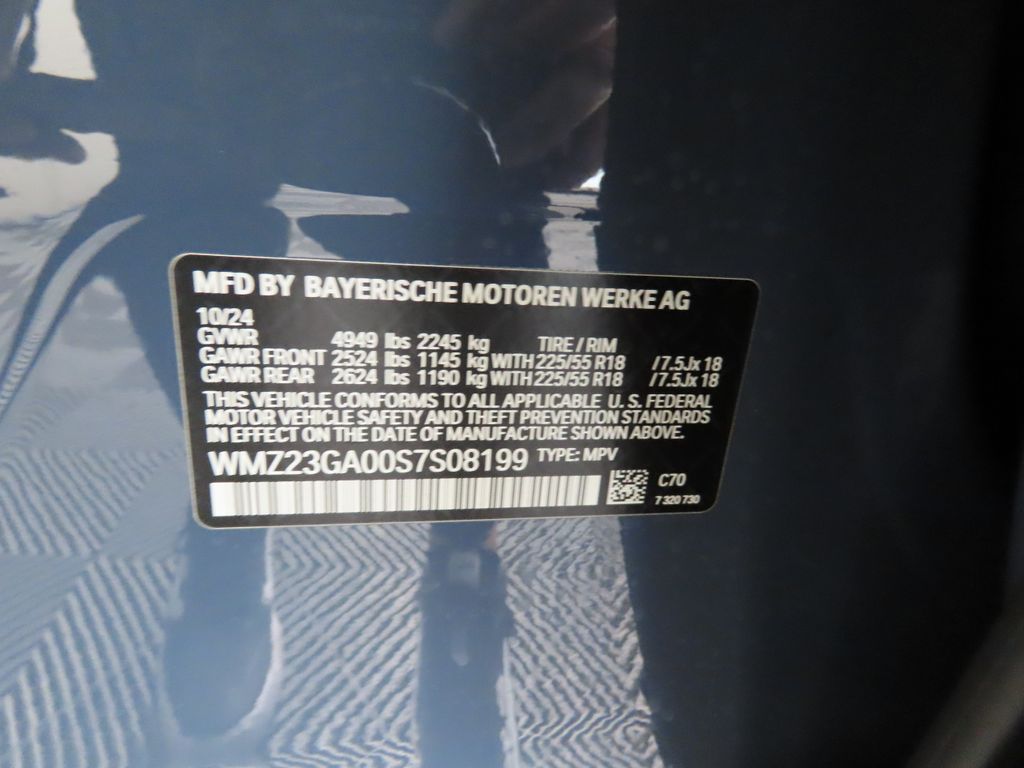 MFD BY BAYERISCHE MOTOREN WERKE AG
10/24
GVWR 4949 lbs 2245 kg TIRE / RIM
GAWR FRONT 2524 lbs 1145 kg WITH 225/55 R18 /7.5Jx 18
GAWR REAR 2624 lbs 1190 kg WITH 225/55 R18 /7.5Jx 18
THIS VEHICLE CONFORMS TO ALL APPLICABLE U. S. FEDERAL
MOTOR VEHICLE SAFETY AND THEFT PREVENTION STANDARDS
IN EFFECT ON THE DATE OF MANUFACTURE SHOWN ABOVE.
WMZ23GA00S7S08199 TYPE: MPV
C70
7 320 730